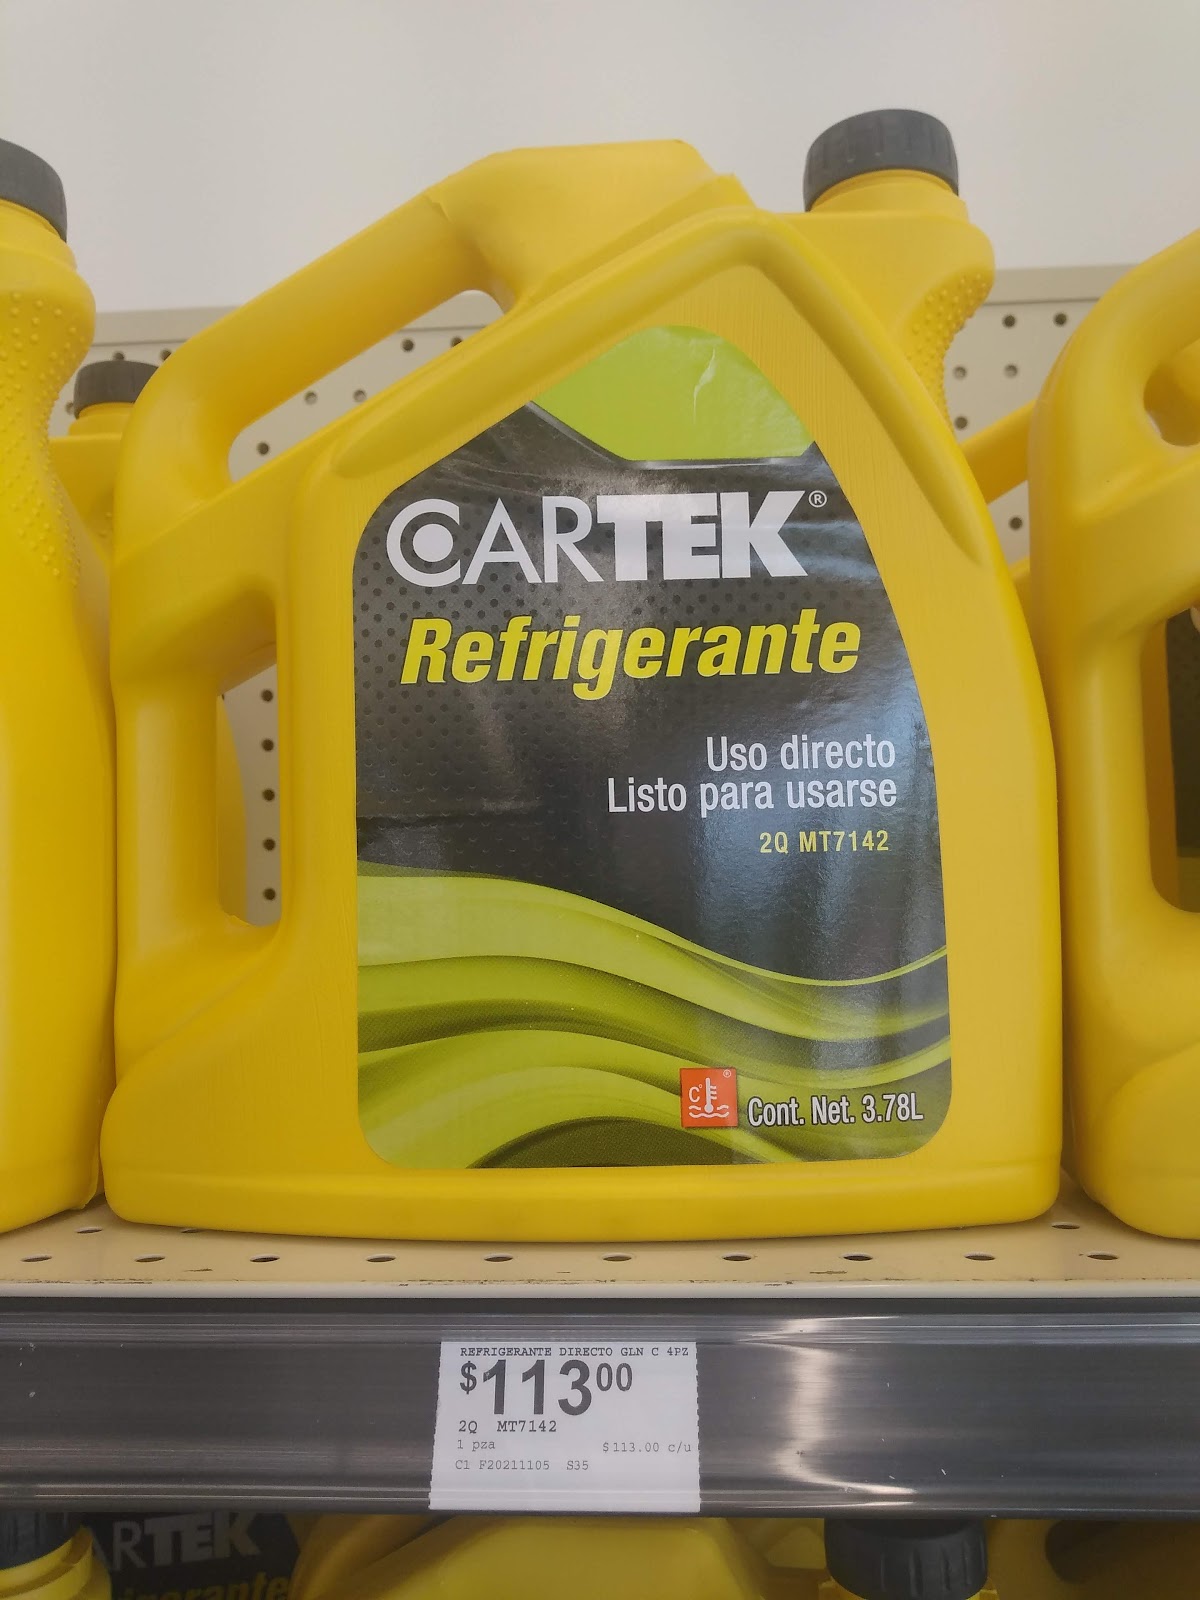 CARTEK®
Refrigerante
Uso directo
Listo para usarse
2Q MT7142
C° ®
Cont. Net. 3.78L
REFRIGERANTE DIRECTO GLN C 4PZ
$113.00
2Q MT7142
1 pza $113.00 c/u
C1 F20211105 S35
ARTEK